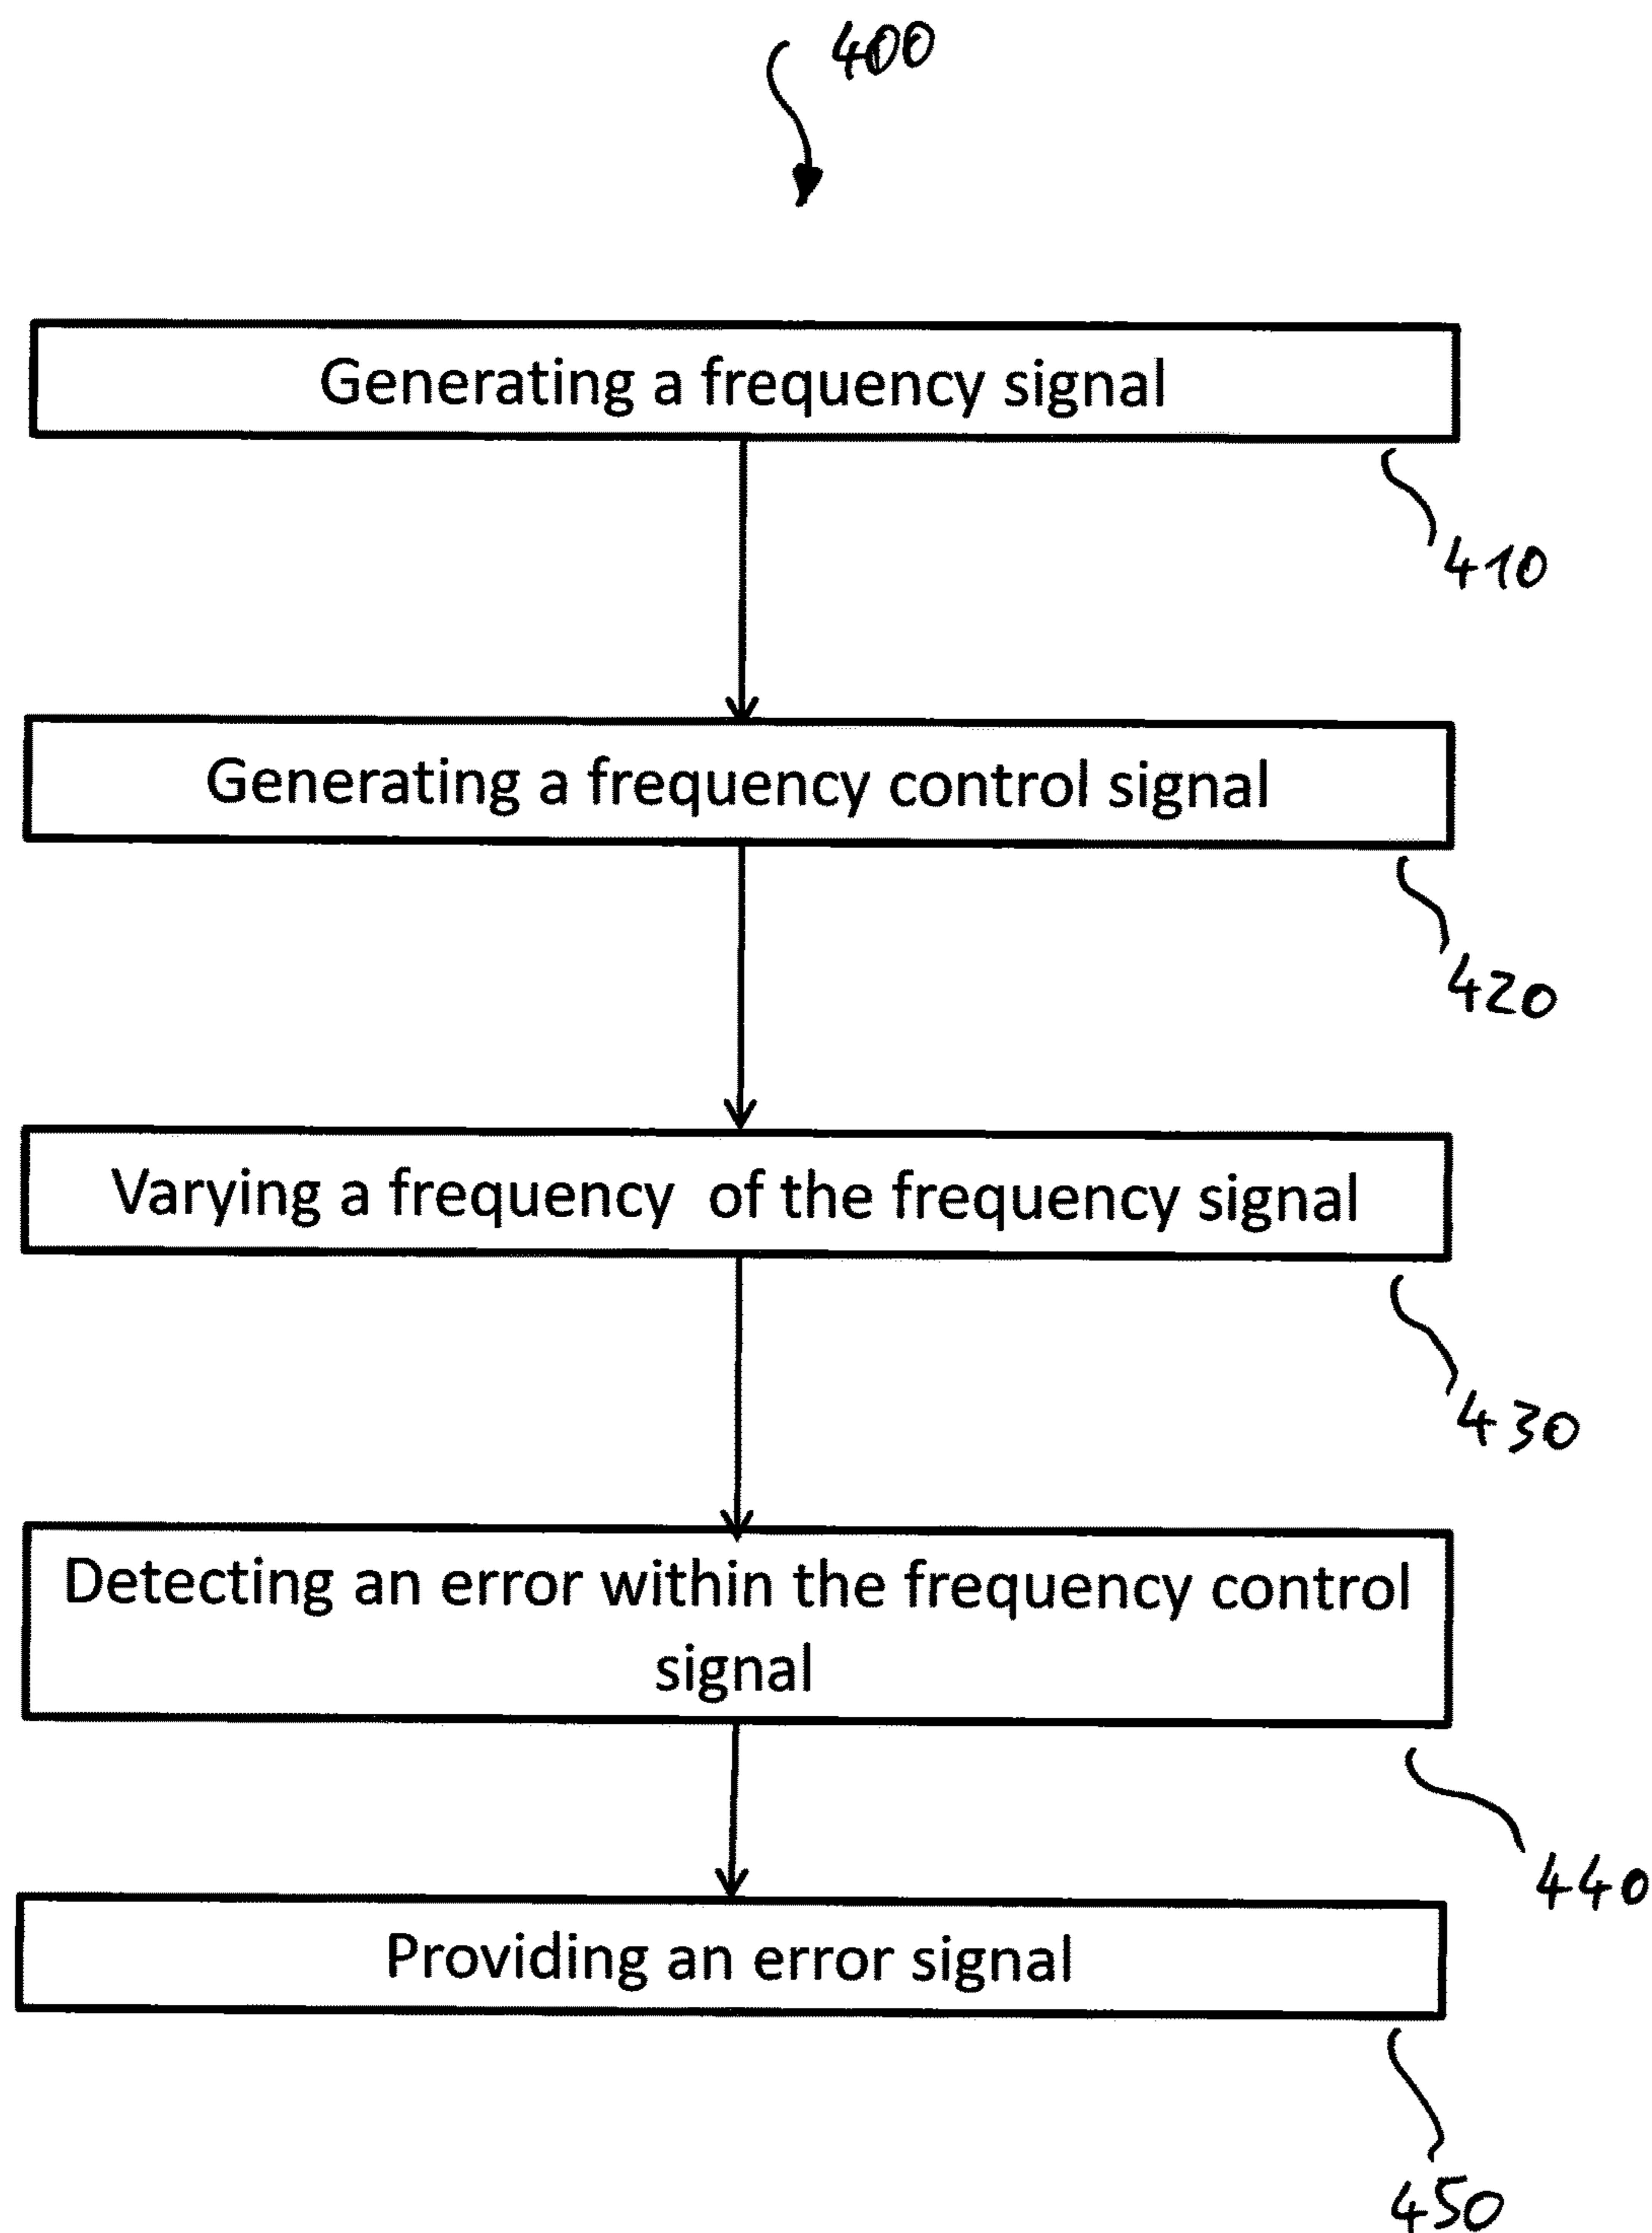 400
Generating a frequency signal
410
Generating a frequency control signal
420
Varying a frequency of the frequency signal
430
Detecting an error within the frequency control
signal
440
Providing an error signal
450